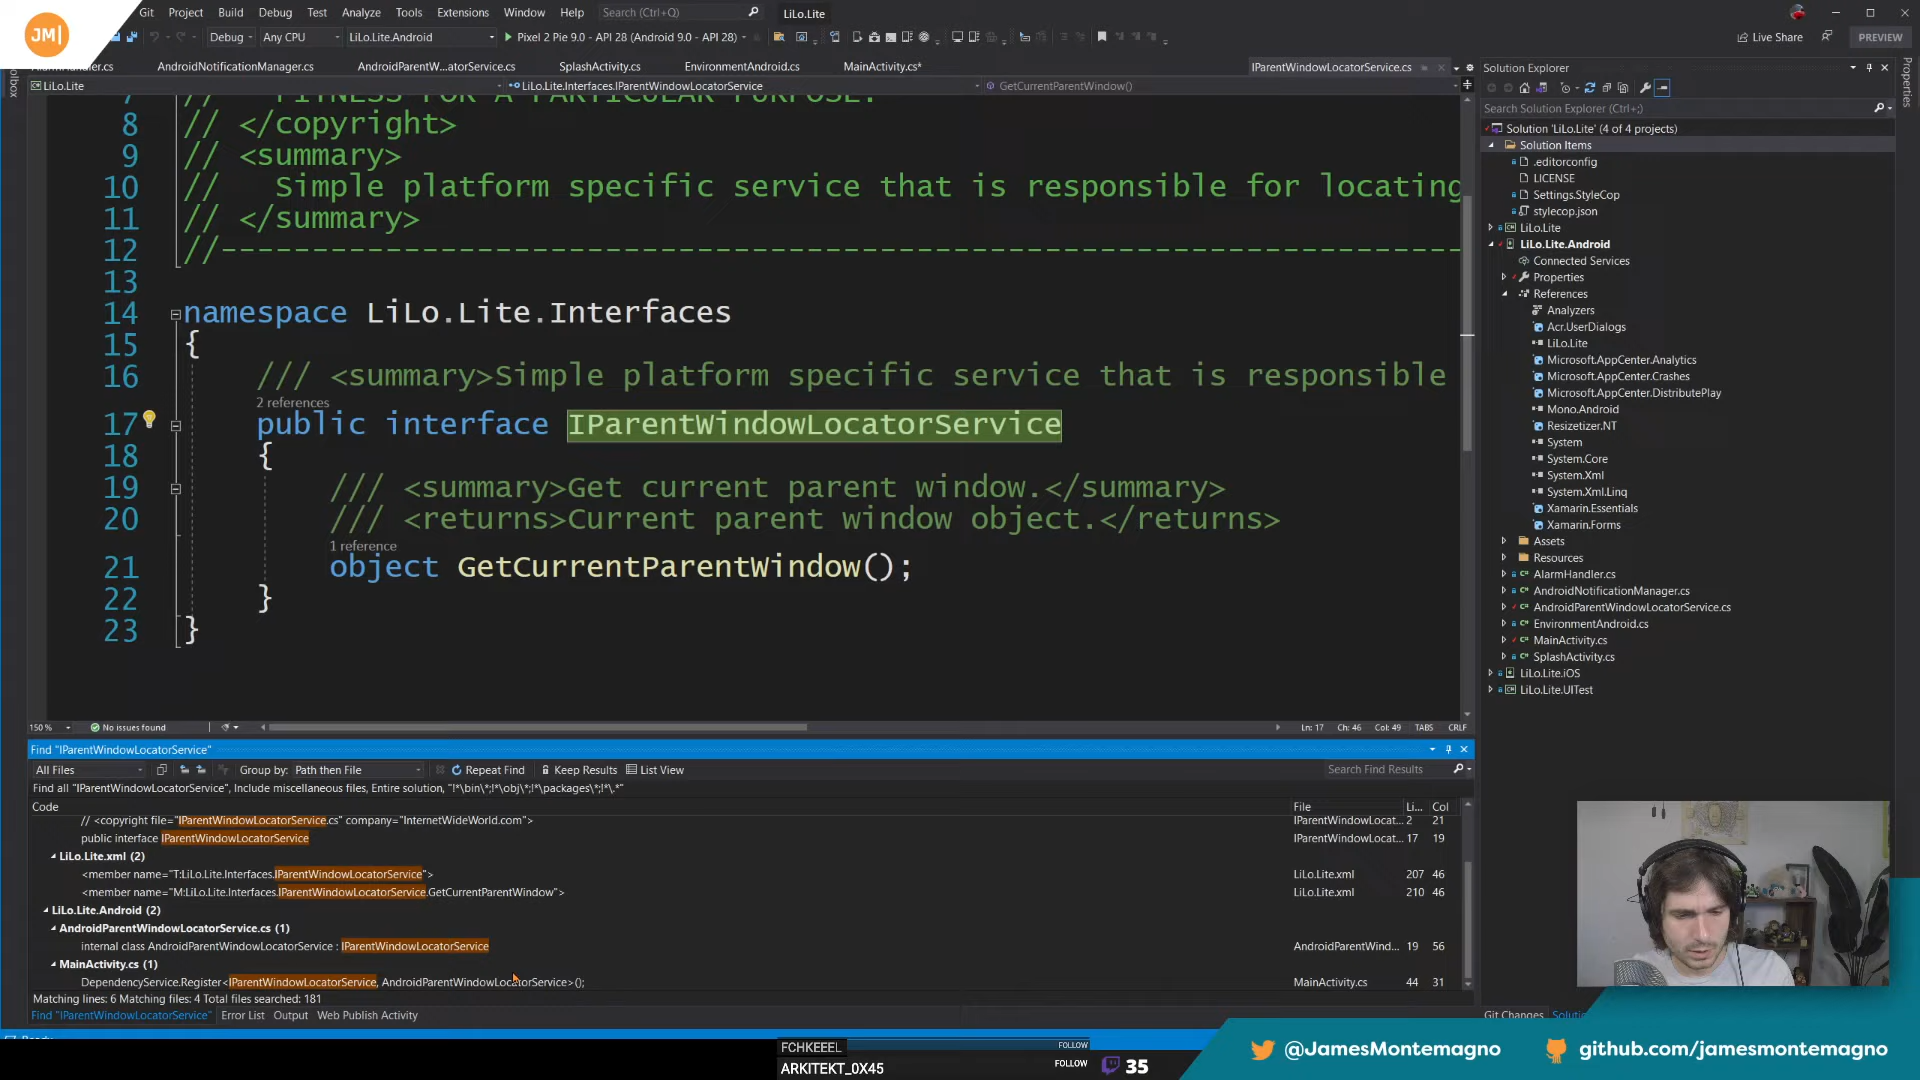 JM|
Git Project Build Debug Test Analyze Tools Extensions Window Help Search (Ctrl+Q) LiLo.Lite
Debug Any CPU LiLo.Lite.Android Pixel 2 Pie 9.0 - API 28 (Android 9.0 - API 28) Live Share PREVIEW
AndroidNotificationManager.cs AndroidParentW...atorService.cs SplashActivity.cs EnvironmentAndroid.cs MainActivity.cs* IParentWindowLocatorService.cs
LiLo.Lite LiLo.Lite.Interfaces.IParentWindowLocatorService GetCurrentParentWindow()
7 // FITNESS FOR A PARTICULAR PURPOSE.
8 // </copyright>
9 // <summary>
10 // Simple platform specific service that is responsible for locating
11 // </summary>
12 //----------------------------------------------------------------------
13
14 namespace LiLo.Lite.Interfaces
15 {
16 /// <summary>Simple platform specific service that is responsible
2 references
17 public interface IParentWindowLocatorService
18 {
19 /// <summary>Get current parent window.</summary>
20 /// <returns>Current parent window object.</returns>
1 reference
21 object GetCurrentParentWindow();
22 }
23 }
150 % No issues found Ln: 17 Ch: 46 Col: 49 TABS CRLF
Find "IParentWindowLocatorService"
All Files Group by: Path then File Repeat Find Keep Results List View Search Find Results
Find all "IParentWindowLocatorService", Include miscellaneous files, Entire solution, "!*\bin\*;!*\obj\*;!*\packages\*;!*\.*"
Code File Li... Col
// <copyright file="IParentWindowLocatorService.cs" company="InternetWideWorld.com"> IParentWindowLocat... 2 21
public interface IParentWindowLocatorService IParentWindowLocat... 17 19
LiLo.Lite.xml (2)
<member name="T:LiLo.Lite.Interfaces.IParentWindowLocatorService"> LiLo.Lite.xml 207 46
<member name="M:LiLo.Lite.Interfaces.IParentWindowLocatorService.GetCurrentParentWindow"> LiLo.Lite.xml 210 46
LiLo.Lite.Android (2)
AndroidParentWindowLocatorService.cs (1)
internal class AndroidParentWindowLocatorService : IParentWindowLocatorService AndroidParentWind... 19 56
MainActivity.cs (1)
DependencyService.Register<IParentWindowLocatorService, AndroidParentWindowLocatorService>(); MainActivity.cs 44 31
Matching lines: 6 Matching files: 4 Total files searched: 181
Find "IParentWindowLocatorService" Error List Output Web Publish Activity
Solution Explorer
Search Solution Explorer (Ctrl+;)
Solution 'LiLo.Lite' (4 of 4 projects)
Solution Items
.editorconfig
LICENSE
Settings.StyleCop
stylecop.json
LiLo.Lite
LiLo.Lite.Android
Connected Services
Properties
References
Analyzers
Acr.UserDialogs
LiLo.Lite
Microsoft.AppCenter.Analytics
Microsoft.AppCenter.Crashes
Microsoft.AppCenter.DistributePlay
Mono.Android
Resizetizer.NT
System
System.Core
System.Xml
System.Xml.Linq
Xamarin.Essentials
Xamarin.Forms
Assets
Resources
AlarmHandler.cs
AndroidNotificationManager.cs
AndroidParentWindowLocatorService.cs
EnvironmentAndroid.cs
MainActivity.cs
SplashActivity.cs
LiLo.Lite.iOS
LiLo.Lite.UITest
Properties
Git Changes
FCHKEEEL FOLLOW
ARKITEKT_0X45 FOLLOW
35
@JamesMontemagno
github.com/jamesmontemagno